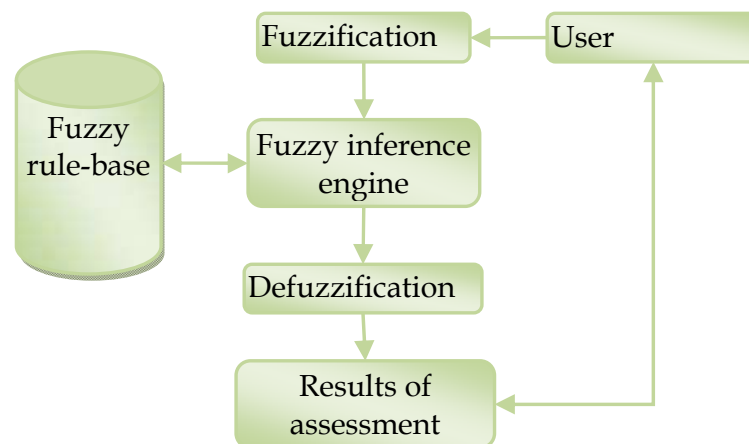 Fuzzification
User
Fuzzy
rule-base
Fuzzy inference
engine
Defuzzification
Results of
assessment